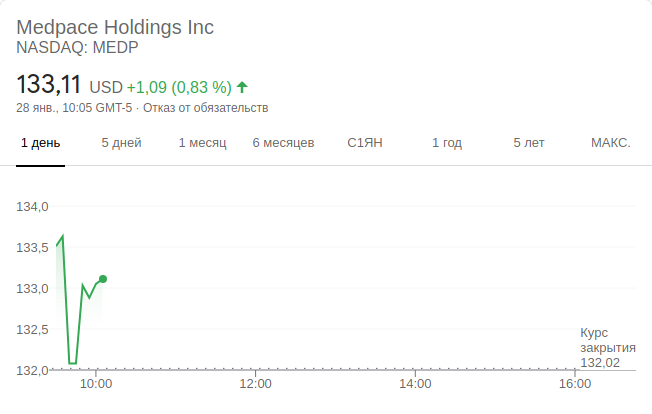 Medpace Holdings Inc
NASDAQ: MEDP
133,11 USD +1,09 (0,83 %)
28 янв., 10:05 GMT-5 · Отказ от обязательств
1 день 5 дней 1 месяц 6 месяцев С1ЯН 1 год 5 лет МАКС.
134,0
133,5
133,0
132,5
132,0
Курс
закрытия
132,02
10:00 12:00 14:00 16:00